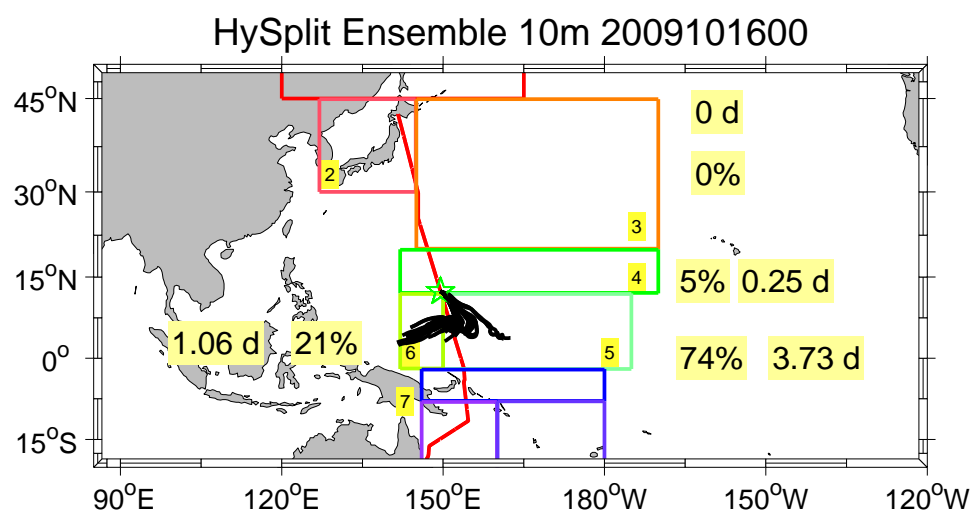 HySplit Ensemble 10m 2009101600
45°N
0 d
2
0%
30°N
3
15°N
4
5% 0.25 d
1.06 d 21%
6
5
0°
74% 3.73 d
7
15°S
90°E 120°E 150°E 180°W 150°W 120°W